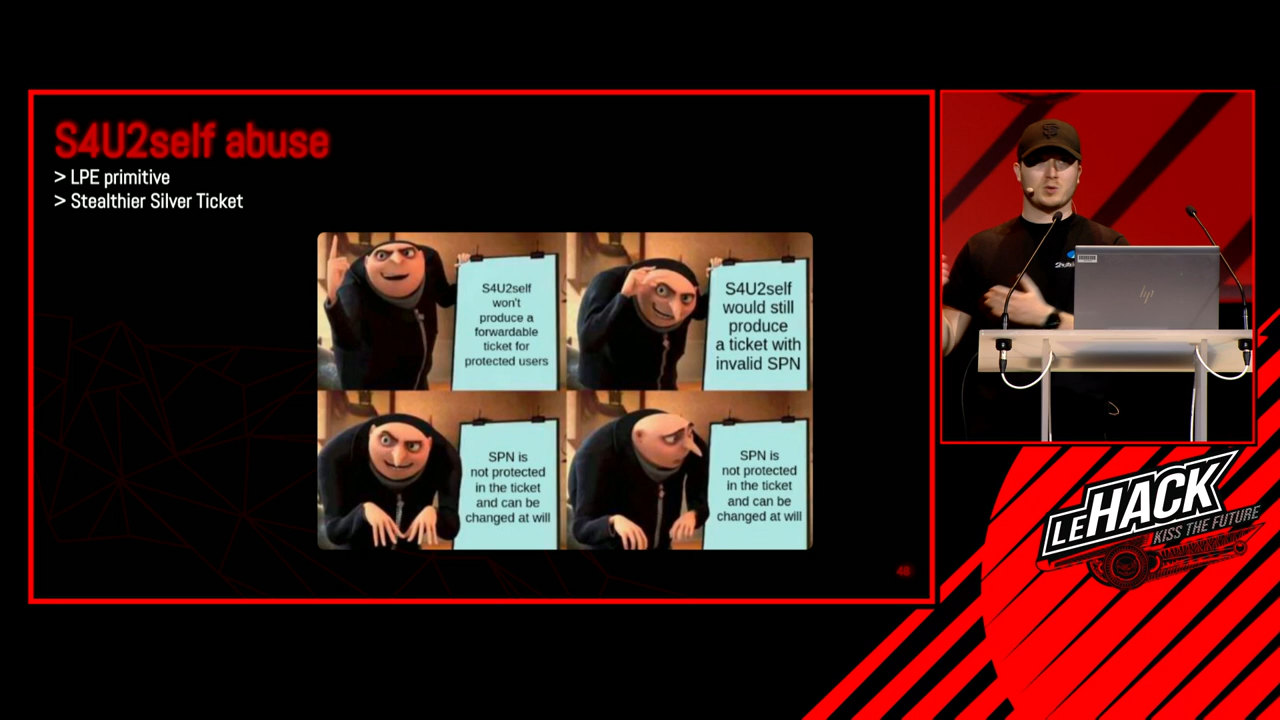 S4U2self abuse
> LPE primitive
> Stealthier Silver Ticket
S4U2self
won't
produce a
forwardable
ticket for
protected users
S4U2self
would still
produce
a ticket with
invalid SPN
SPN is
not protected
in the ticket
and can be
changed at will
SPN is
not protected
in the ticket
and can be
changed at will
48
hp
LEHACK
KISS THE FUTURE